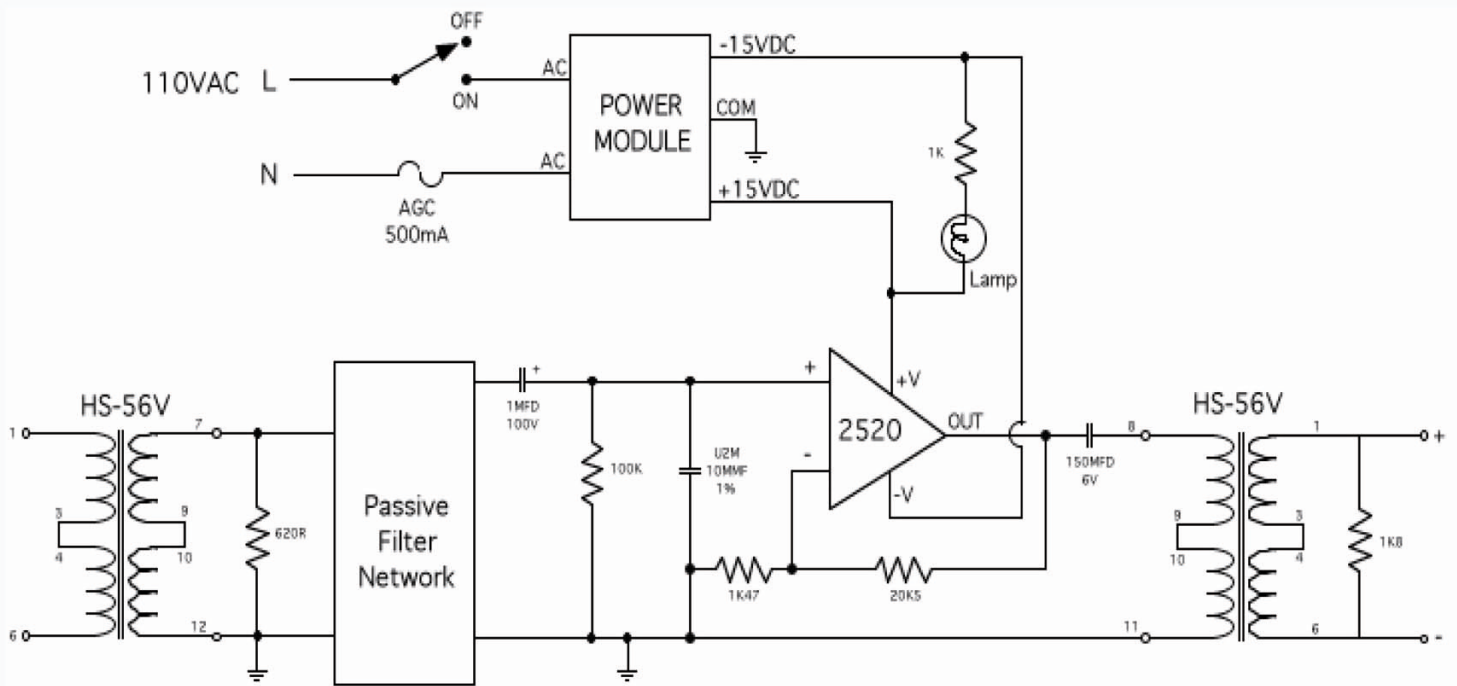 OFF
110VAC L
ON
AC
POWER
MODULE
-15VDC
COM
+15VDC
N
AC
AGC
500mA
1K
Lamp
HS-56V
1
3
4
6
7
9
10
12
620R
Passive
Filter
Network
+
1MFD
100V
100K
U2M
10MMF
1%
+
-
2520
+V
-V
OUT
1K47
20K5
150MFD
6V
HS-56V
8
9
10
11
1
3
4
6
1K8
+
-